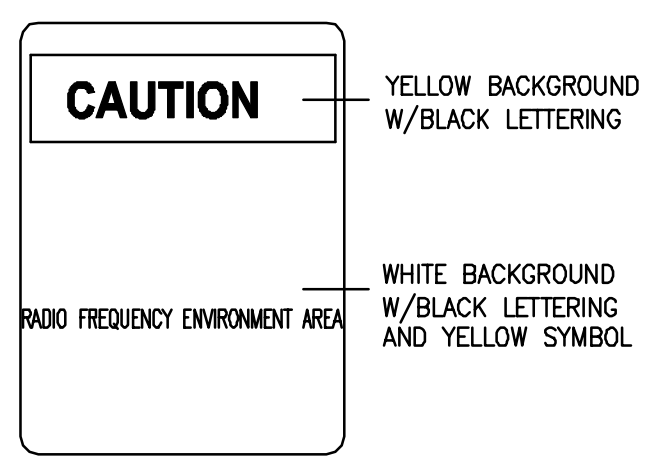 CAUTION
YELLOW BACKGROUND
W/BLACK LETTERING
WHITE BACKGROUND
W/BLACK LETTERING
AND YELLOW SYMBOL
RADIO FREQUENCY ENVIRONMENT AREA